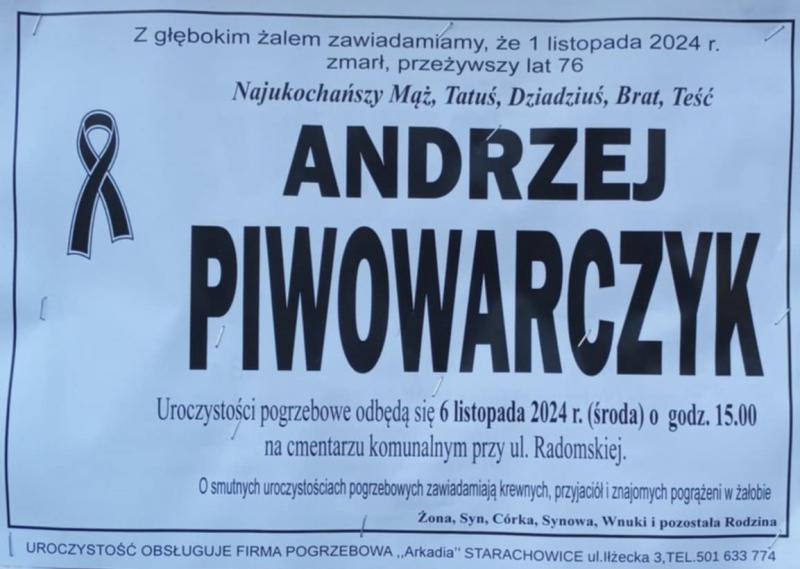 Z głębokim żalem zawiadamiamy, że 1 listopada 2024 r.
zmarł, przeżywszy lat 76
Najukochańszy Mąż, Tatuś, Dziadziuś, Brat, Teść
ANDRZEJ
PIWOWARCZYK
Uroczystości pogrzebowe odbędą się 6 listopada 2024 r. (środa) o godz. 15.00
na cmentarzu komunalnym przy ul. Radomskiej.
O smutnych uroczystościach pogrzebowych zawiadamiają krewnych, przyjaciół i znajomych pogrążeni w żałobie
Żona, Syn, Córka, Synowa, Wnuki i pozostała Rodzina
UROCZYSTOŚĆ OBSŁUGUJE FIRMA POGRZEBOWA ,,Arkadia" STARACHOWICE ul.Iłżecka 3,TEL.501 633 774